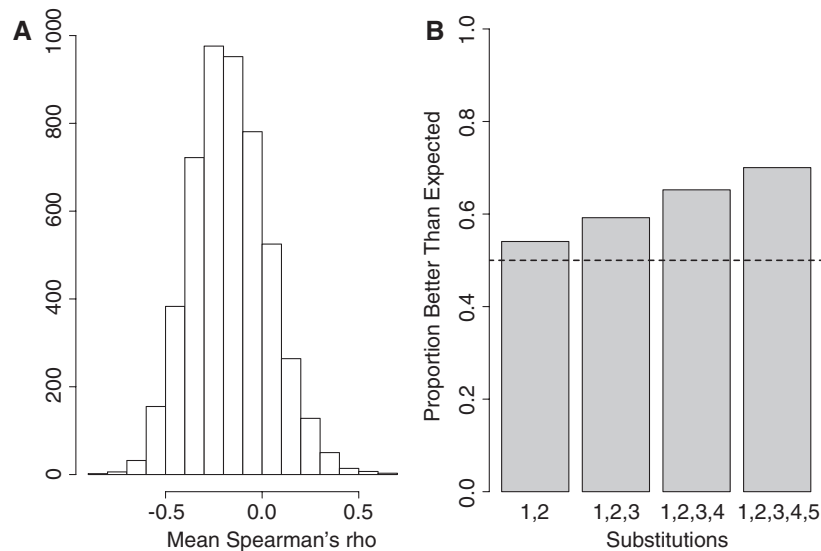 A
1000
800
600
400
200
0
-0.5 0.0 0.5
Mean Spearman's rho
B
Proportion Better Than Expected
1.0
0.8
0.6
0.4
0.2
0.0
1,2 1,2,3 1,2,3,4 1,2,3,4,5
Substitutions